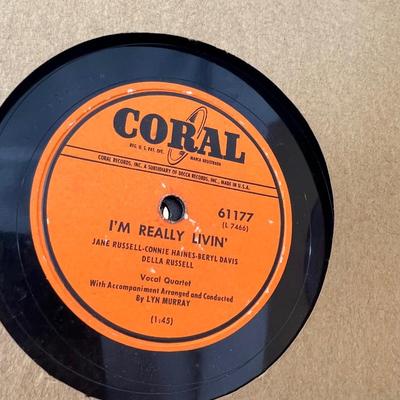 CORAL
REG. U. S. PAT. OFF. MARCA REGISTRADA
CORAL RECORDS, INC., A SUBSIDIARY OF DECCA RECORDS, INC., MADE IN U.S.A.
61177
(L 7466)
I'M REALLY LIVIN'
JANE RUSSELL-CONNIE HAINES-BERYL DAVIS
DELLA RUSSELL
Vocal Quartet
With Accompaniment Arranged and Conducted
By LYN MURRAY
(1:45)